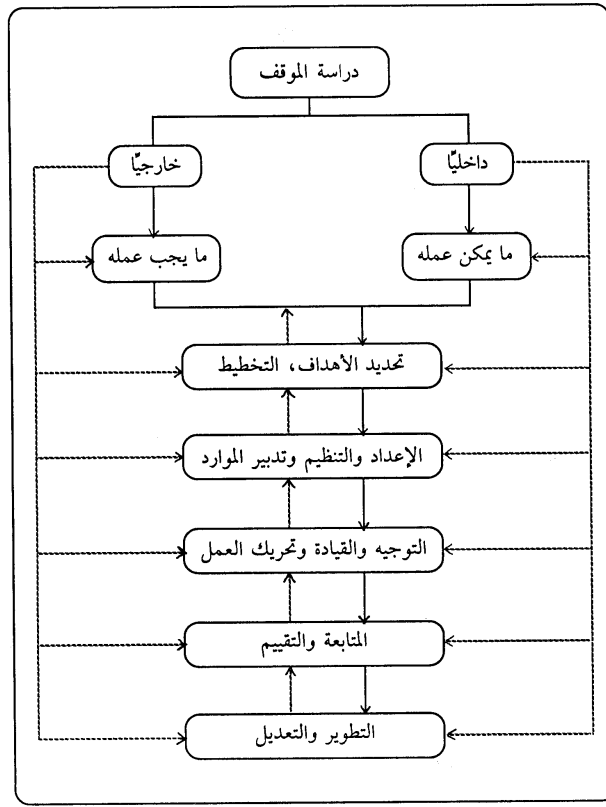 دراسة الموقف
داخليًّا
خارجيًّا
ما يمكن عمله
ما يجب عمله
تحديد الأهداف، التخطيط
الإعداد والتنظيم وتدبير الموارد
التوجيه والقيادة وتحريك العمل
المتابعة والتقييم
التطوير والتعديل